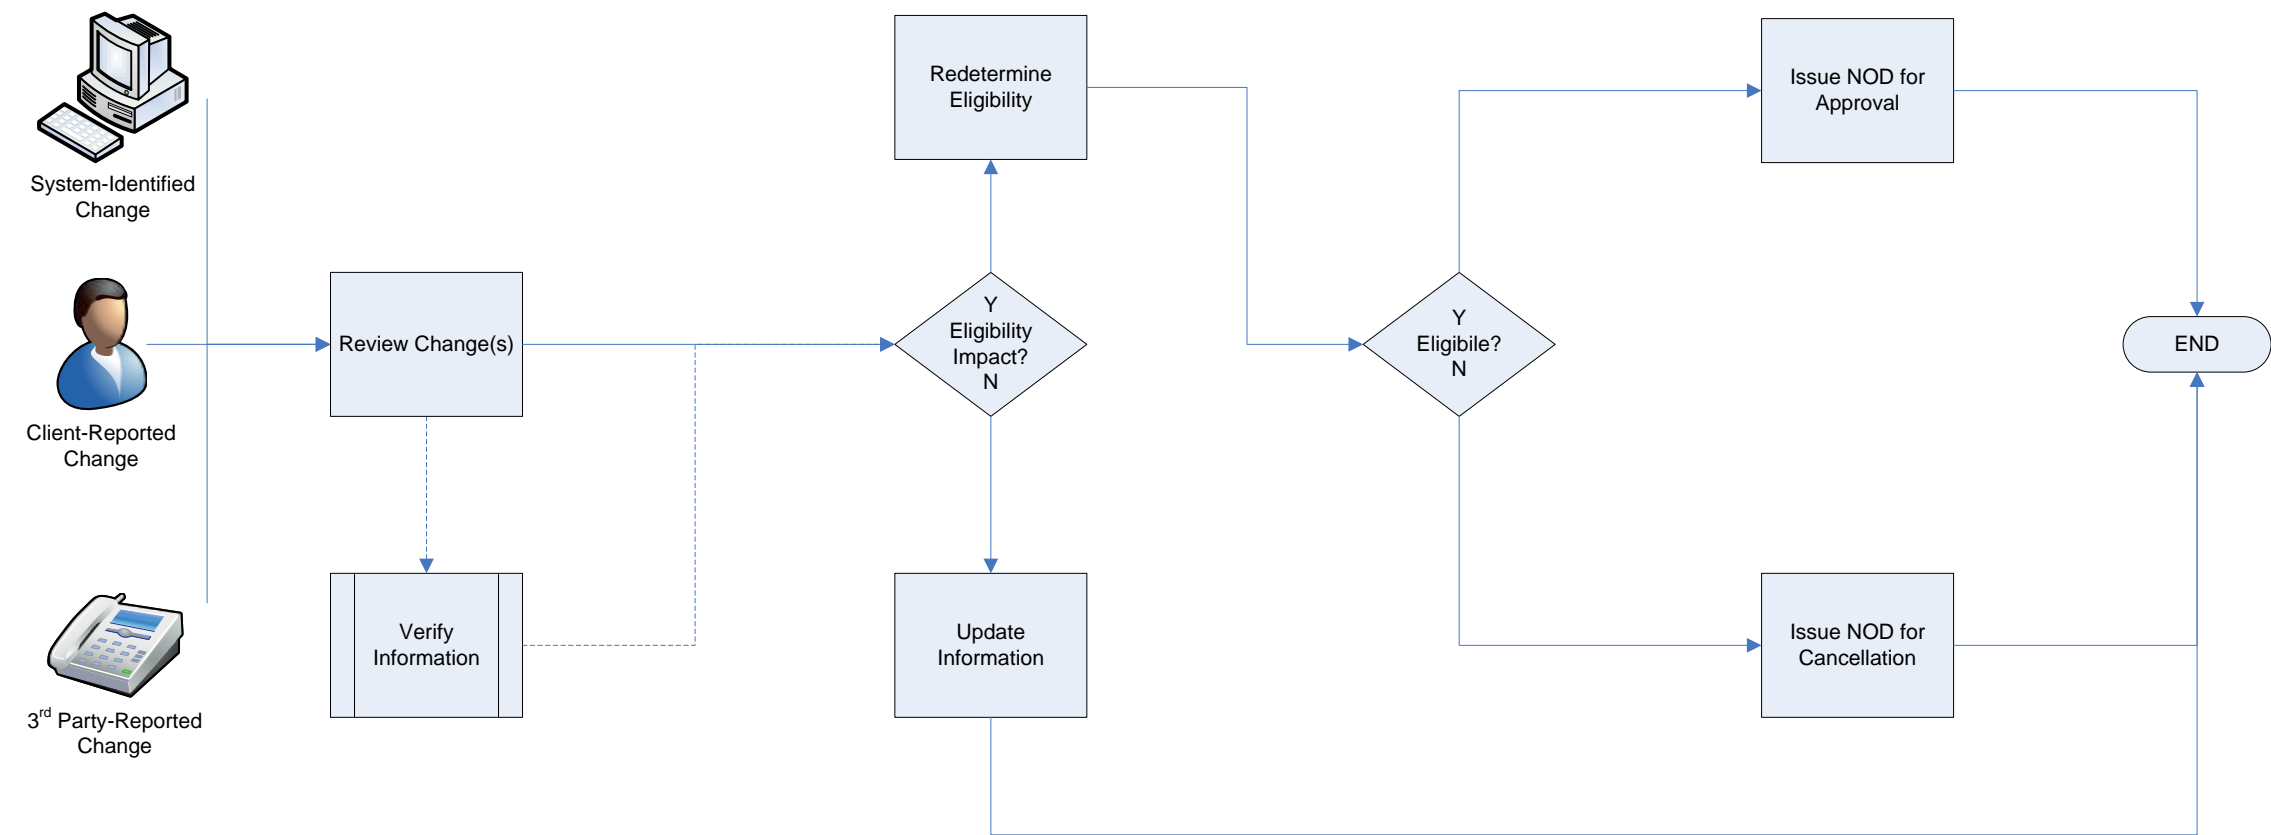 System-Identified
Change
Client-Reported
Change
3rd Party-Reported
Change
Review Change(s)
Verify
Information
Redetermine
Eligibility
Y
Eligibility
Impact?
N
Update
Information
Y
Eligibile?
N
Issue NOD for
Approval
Issue NOD for
Cancellation
END